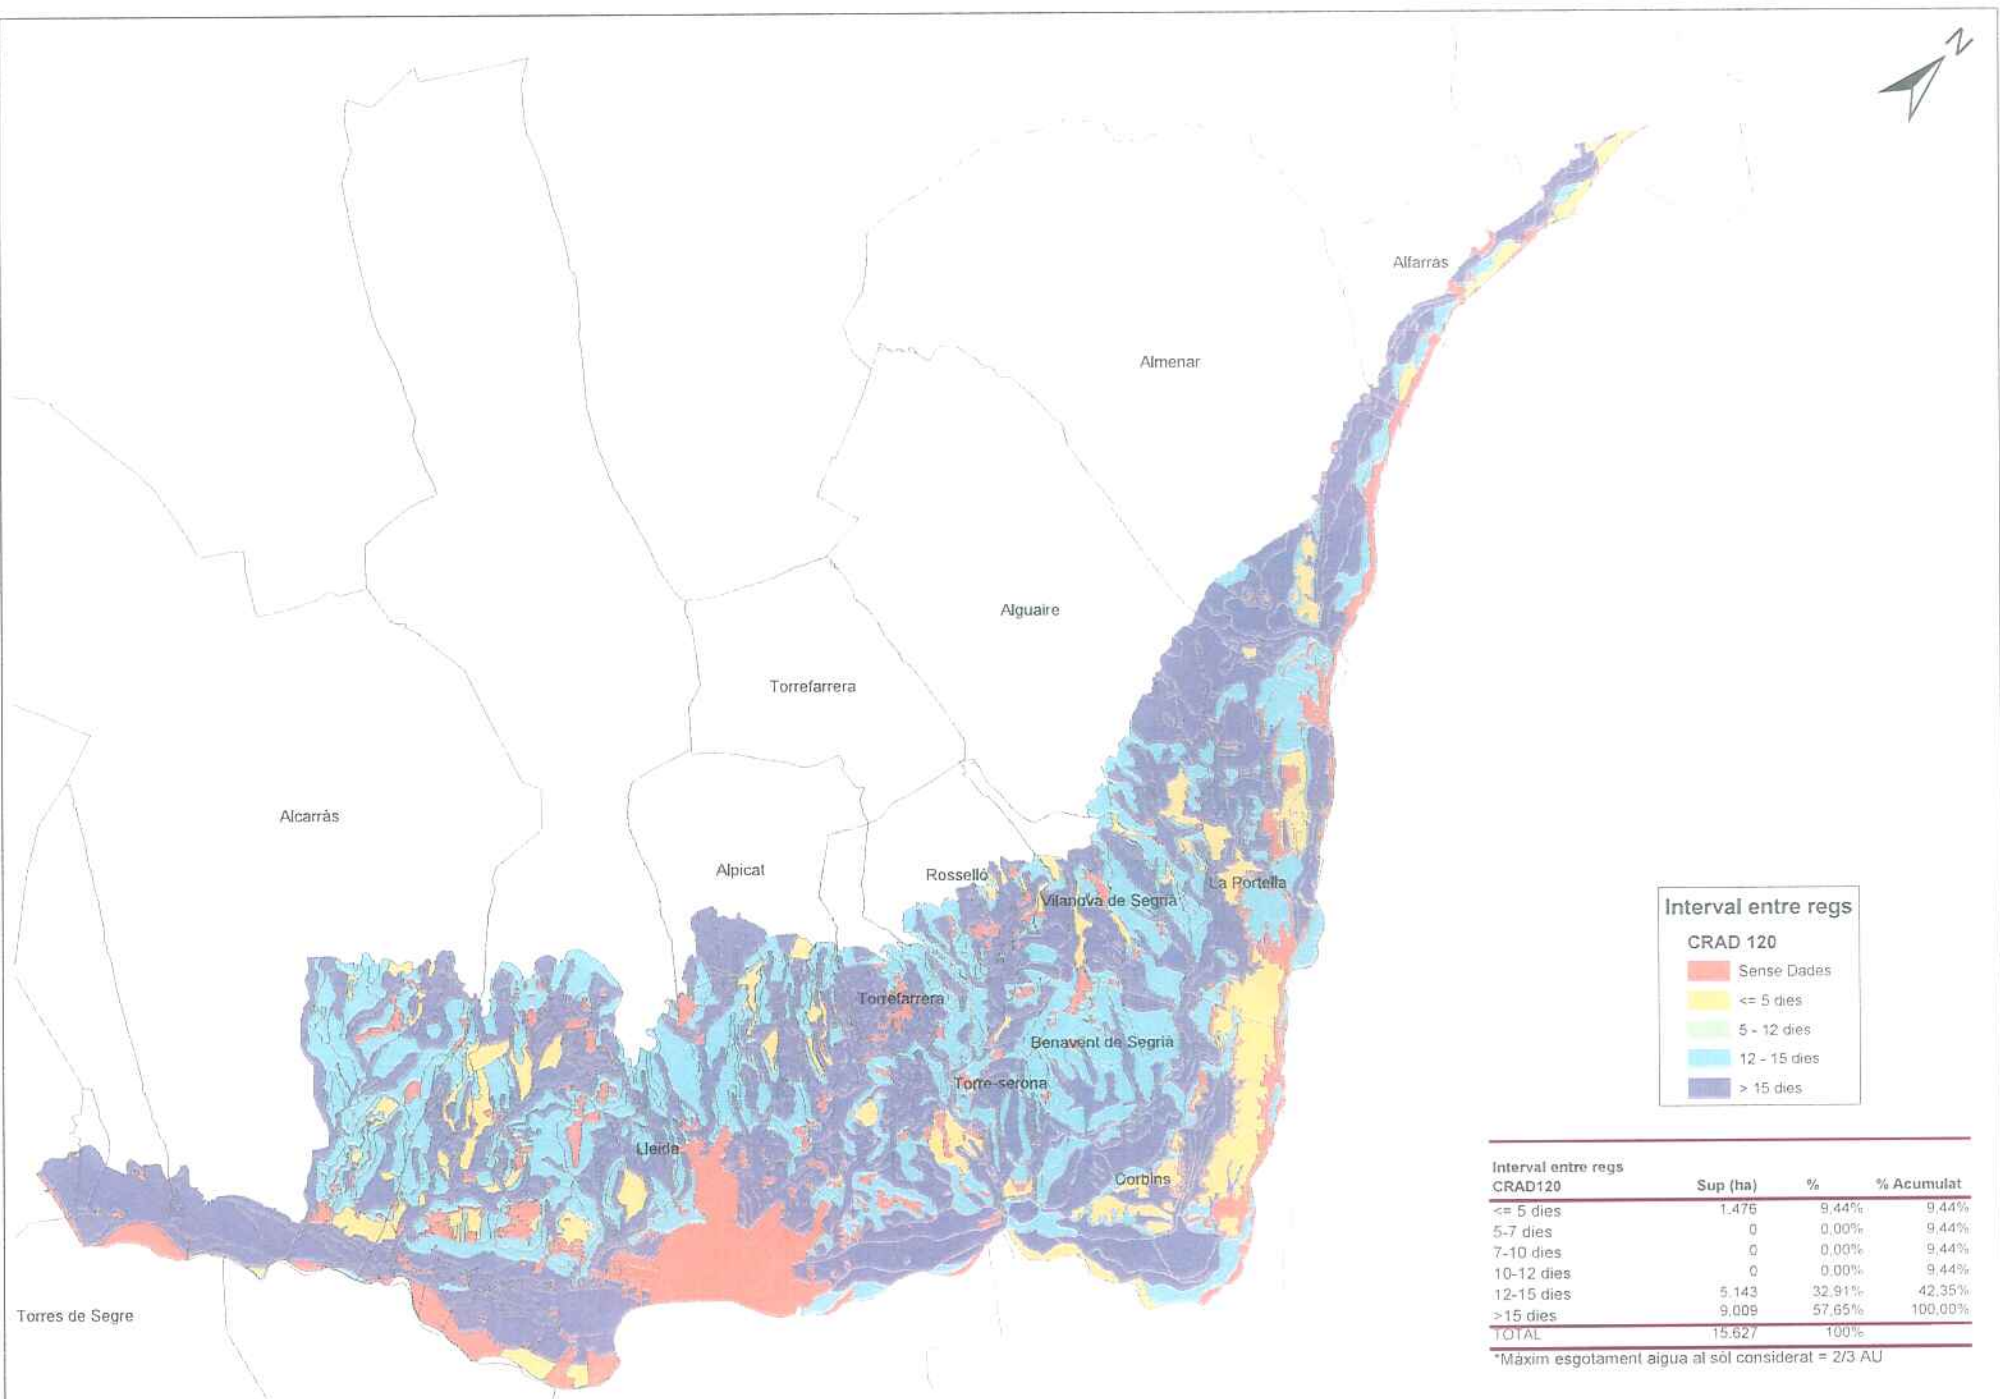 N
Alfarràs
Almenar
Alguaire
Torrefarrera
Alcarràs
Alpicat
Rosselló
La Portella
Vilanova de Segrià
Torrefarrera
Benavent de Segrià
Torre-serona
Lleida
Corbins
Torres de Segre
Interval entre regs
CRAD 120
Sense Dades
<= 5 dies
5 - 12 dies
12 - 15 dies
> 15 dies
Interval entre regs
CRAD120 Sup (ha) % % Acumulat
<= 5 dies 1.476 9,44% 9,44%
5-7 dies 0 0,00% 9,44%
7-10 dies 0 0,00% 9,44%
10-12 dies 0 0,00% 9,44%
12-15 dies 5.143 32,91% 42,35%
>15 dies 9.009 57,65% 100,00%
TOTAL 15.627 100%
*Màxim esgotament aigua al sòl considerat = 2/3 AU